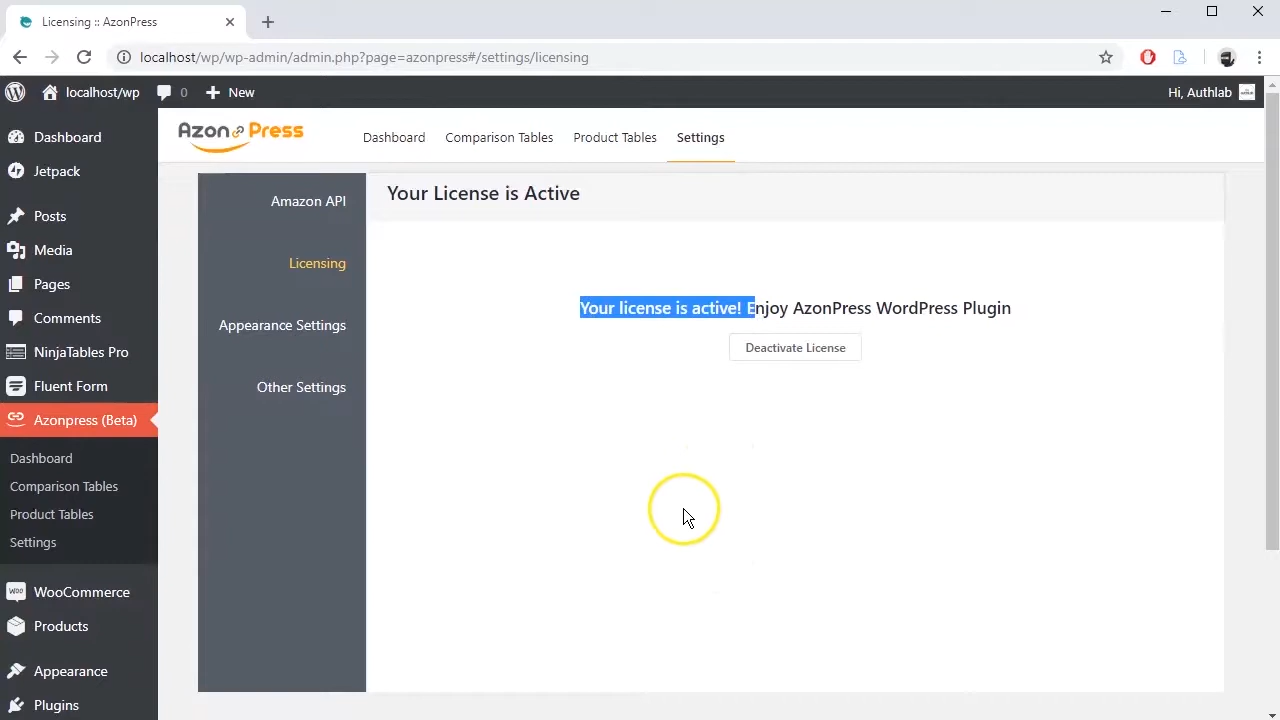 Licensing :: AzonPress
localhost/wp/wp-admin/admin.php?page=azonpress#/settings/licensing
localhost/wp 0 New Hi, Authlab
Dashboard
Jetpack
Posts
Media
Pages
Comments
NinjaTables Pro
Fluent Form
Azonpress (Beta)
Dashboard
Comparison Tables
Product Tables
Settings
WooCommerce
Products
Appearance
Plugins
AzonPress Dashboard Comparison Tables Product Tables Settings
Amazon API
Licensing
Appearance Settings
Other Settings
Your License is Active
Your license is active! Enjoy AzonPress WordPress Plugin
Deactivate License